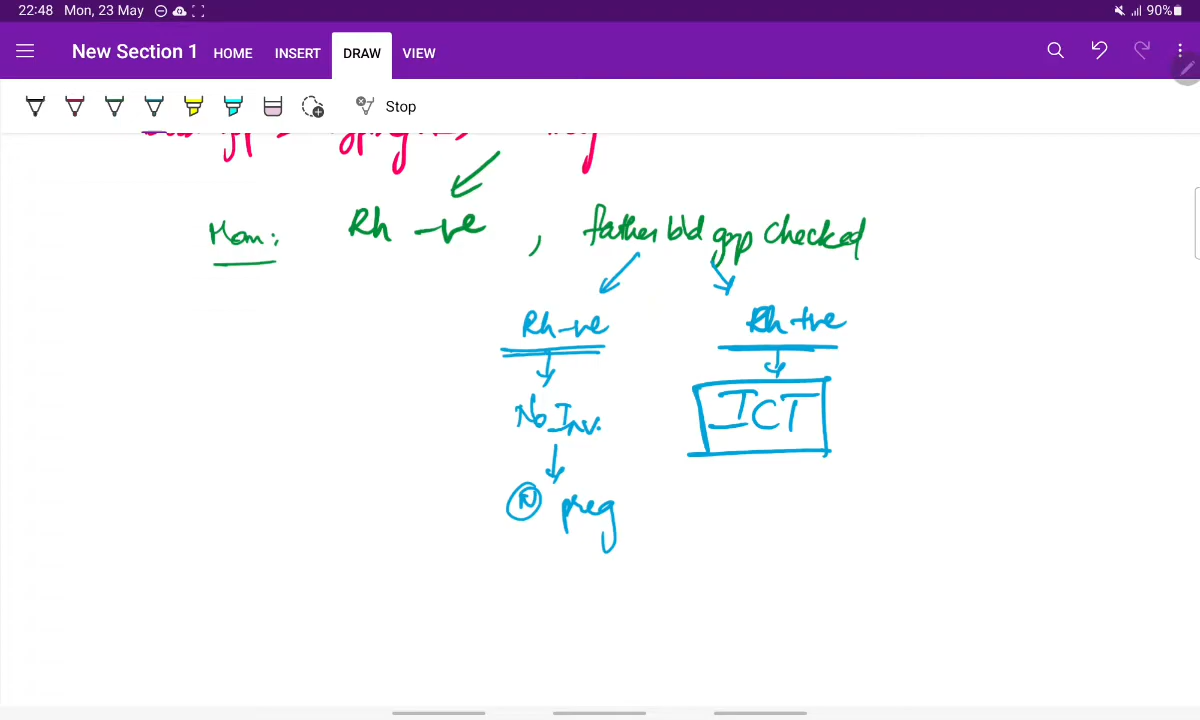 22:48 Mon, 23 May 90%
New Section 1 HOME INSERT DRAW VIEW
Stop
Mom: Rh -ve , father bld grp checked
Rh -ve Rh +ve
No Inv. ICT
N preg